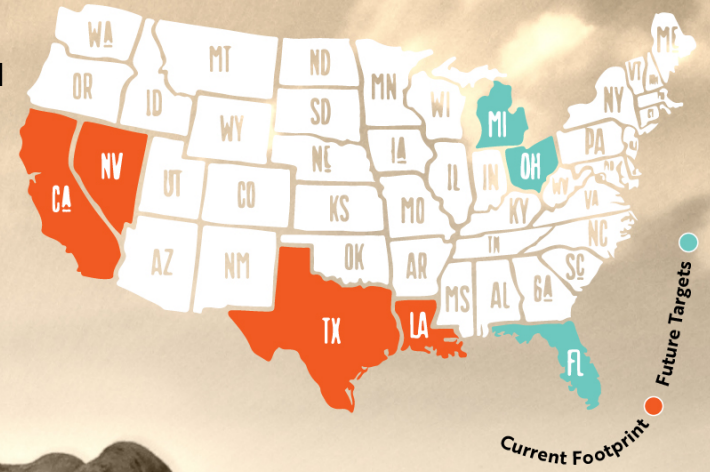 WA
MT
ND
MN
ME
OR
ID
SD
WI
MI
VT
NY
WY
NE
IA
PA
NV
UT
CO
IL
IN
OH
WV
VA
CA
KS
MO
KY
AZ
NM
OK
AR
TN
NC
SC
TX
LA
MS
AL
GA
FL
Future Targets
Current Footprint